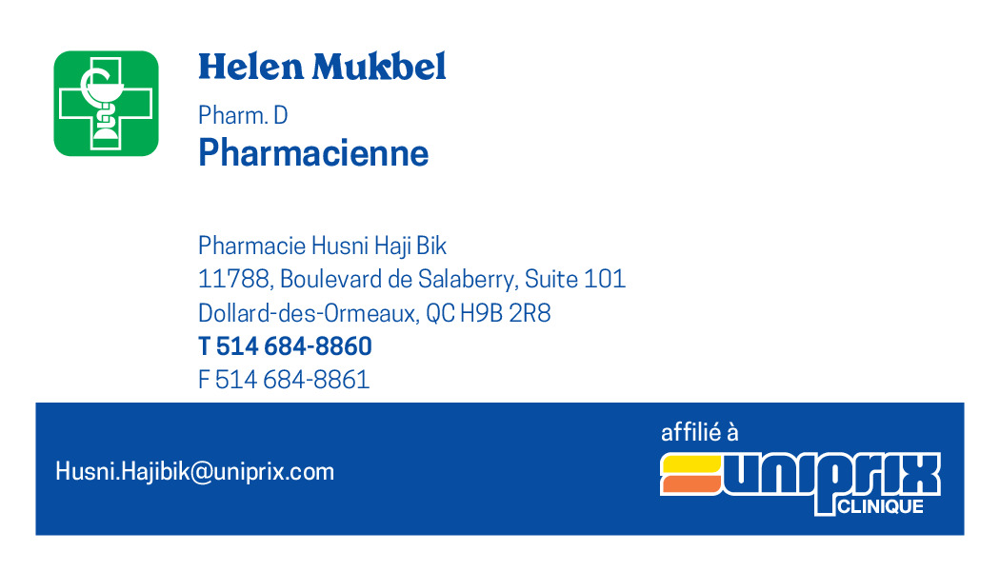 Helen Mukbel
Pharm. D
Pharmacienne
Pharmacie Husni Haji Bik
11788, Boulevard de Salaberry, Suite 101
Dollard-des-Ormeaux, QC H9B 2R8
T 514 684-8860
F 514 684-8861
Husni.Hajibik@uniprix.com
affilié à
uniprix
CLINIQUE